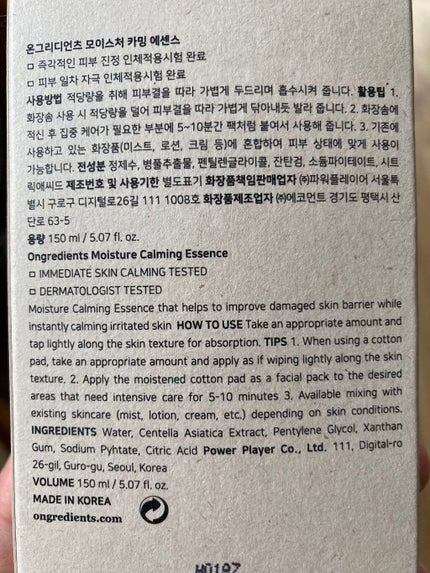 온그리디언츠 모이스처 카밍 에센스
□ 즉각적인 피부 진정 인체적용시험 완료
□ 피부 일차 자극 인체적용시험 완료
사용방법 적당량을 취해 피부결을 따라 가볍게 두드리며 흡수시켜 줍니다. 활용팁 1.
화장솜 사용 시 적당량을 덜어 피부결을 따라 가볍게 닦아내듯 발라 줍니다. 2. 화장솜에
적신 후 집중 케어가 필요한 부분에 5~10분간 팩처럼 붙여서 사용해 줍니다. 3. 기존에
사용하고 있는 화장품(미스트, 로션, 크림 등)에 혼합하여 피부 상태에 맞게 사용이
가능합니다. 전성분 정제수, 병풀추출물, 펜틸렌글라이콜, 잔탄검, 소듐파이테이트, 시트
릭애씨드 제조번호 및 사용기한 별도표기 화장품책임판매업자 ㈜파워플레이어 서울특
별시 구로구 디지털로26길 111 1008호 화장품제조업자 ㈜에코먼트 경기도 평택시 산
단로 63-5
용량 150 ml / 5.07 fl. oz.
Ongredients Moisture Calming Essence
□ IMMEDIATE SKIN CALMING TESTED
□ DERMATOLOGIST TESTED
Moisture Calming Essence that helps to improve damaged skin barrier while
instantly calming irritated skin HOW TO USE Take an appropriate amount and
tap lightly along the skin texture for absorption. TIPS 1. When using a cotton
pad, take an appropriate amount and apply as if wiping lightly along the skin
texture. 2. Apply the moistened cotton pad as a facial pack to the desired
areas that need intensive care for 5-10 minutes 3. Available mixing with
existing skincare (mist, lotion, cream, etc.) depending on skin conditions.
INGREDIENTS Water, Centella Asiatica Extract, Pentylene Glycol, Xanthan
Gum, Sodium Pyhtate, Citric Acid Power Player Co., Ltd. 111, Digital-ro
26-gil, Guro-gu, Seoul, Korea
VOLUME 150 ml / 5.07 fl. oz.
MADE IN KOREA
ongredients.com